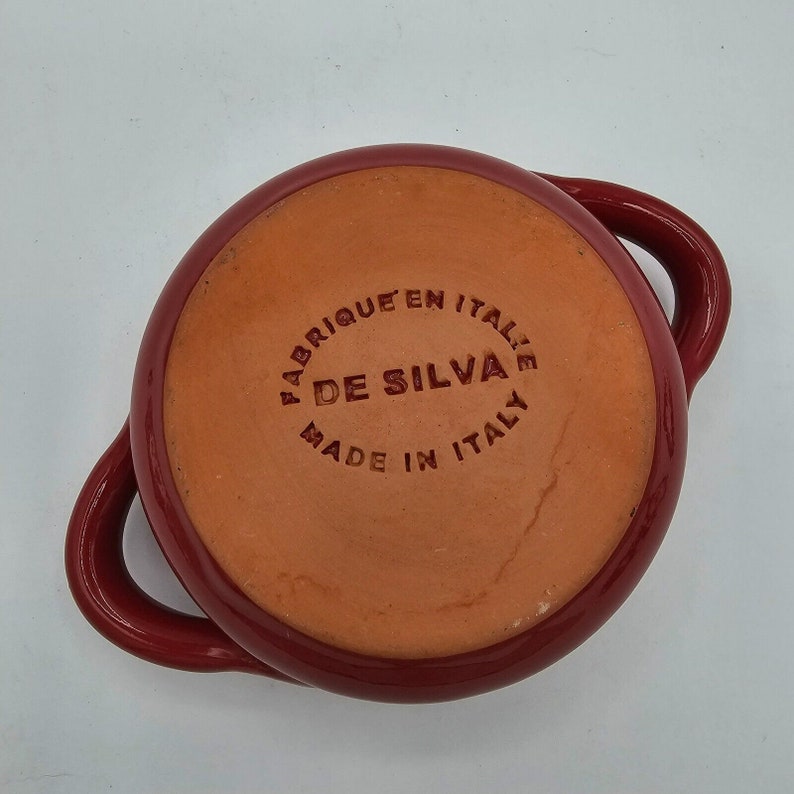 FABRIQUE EN ITALIE
DE SILVA
MADE IN ITALY